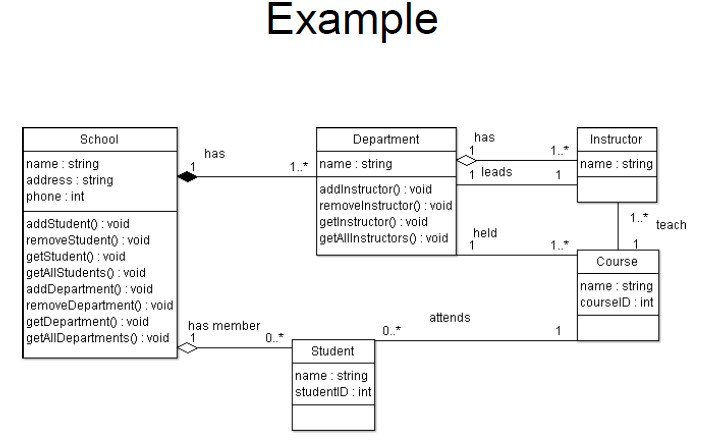 Example
School
name : string
address : string
phone : int
addStudent() : void
removeStudent() : void
getStudent() : void
getAllStudents() : void
addDepartment() : void
removeDepartment() : void
getDepartment() : void
getAllDepartments() : void
has
1
1..*
Department
name : string
addInstructor() : void
removeInstructor() : void
getInstructor() : void
getAllInstructors() : void
has
1
1..*
1
leads
1
Instructor
name : string
1..*
teach
1
held
1
1..*
Course
name : string
courseID : int
has member
1
0..*
attends
0..*
1
Student
name : string
studentID : int